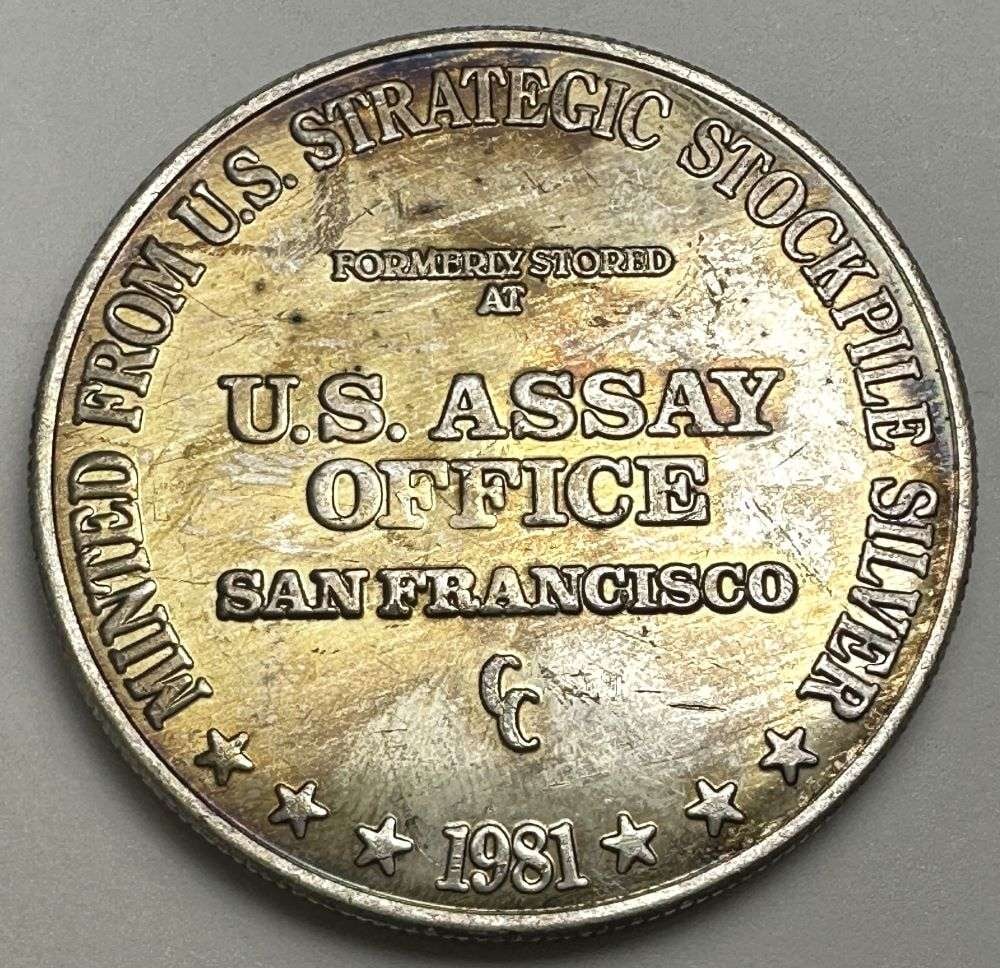 MINTED FROM U.S. STRATEGIC STOCKPILE SILVER
FORMERLY STORED
AT
U.S. ASSAY
OFFICE
SAN FRANCISCO
CC
1981